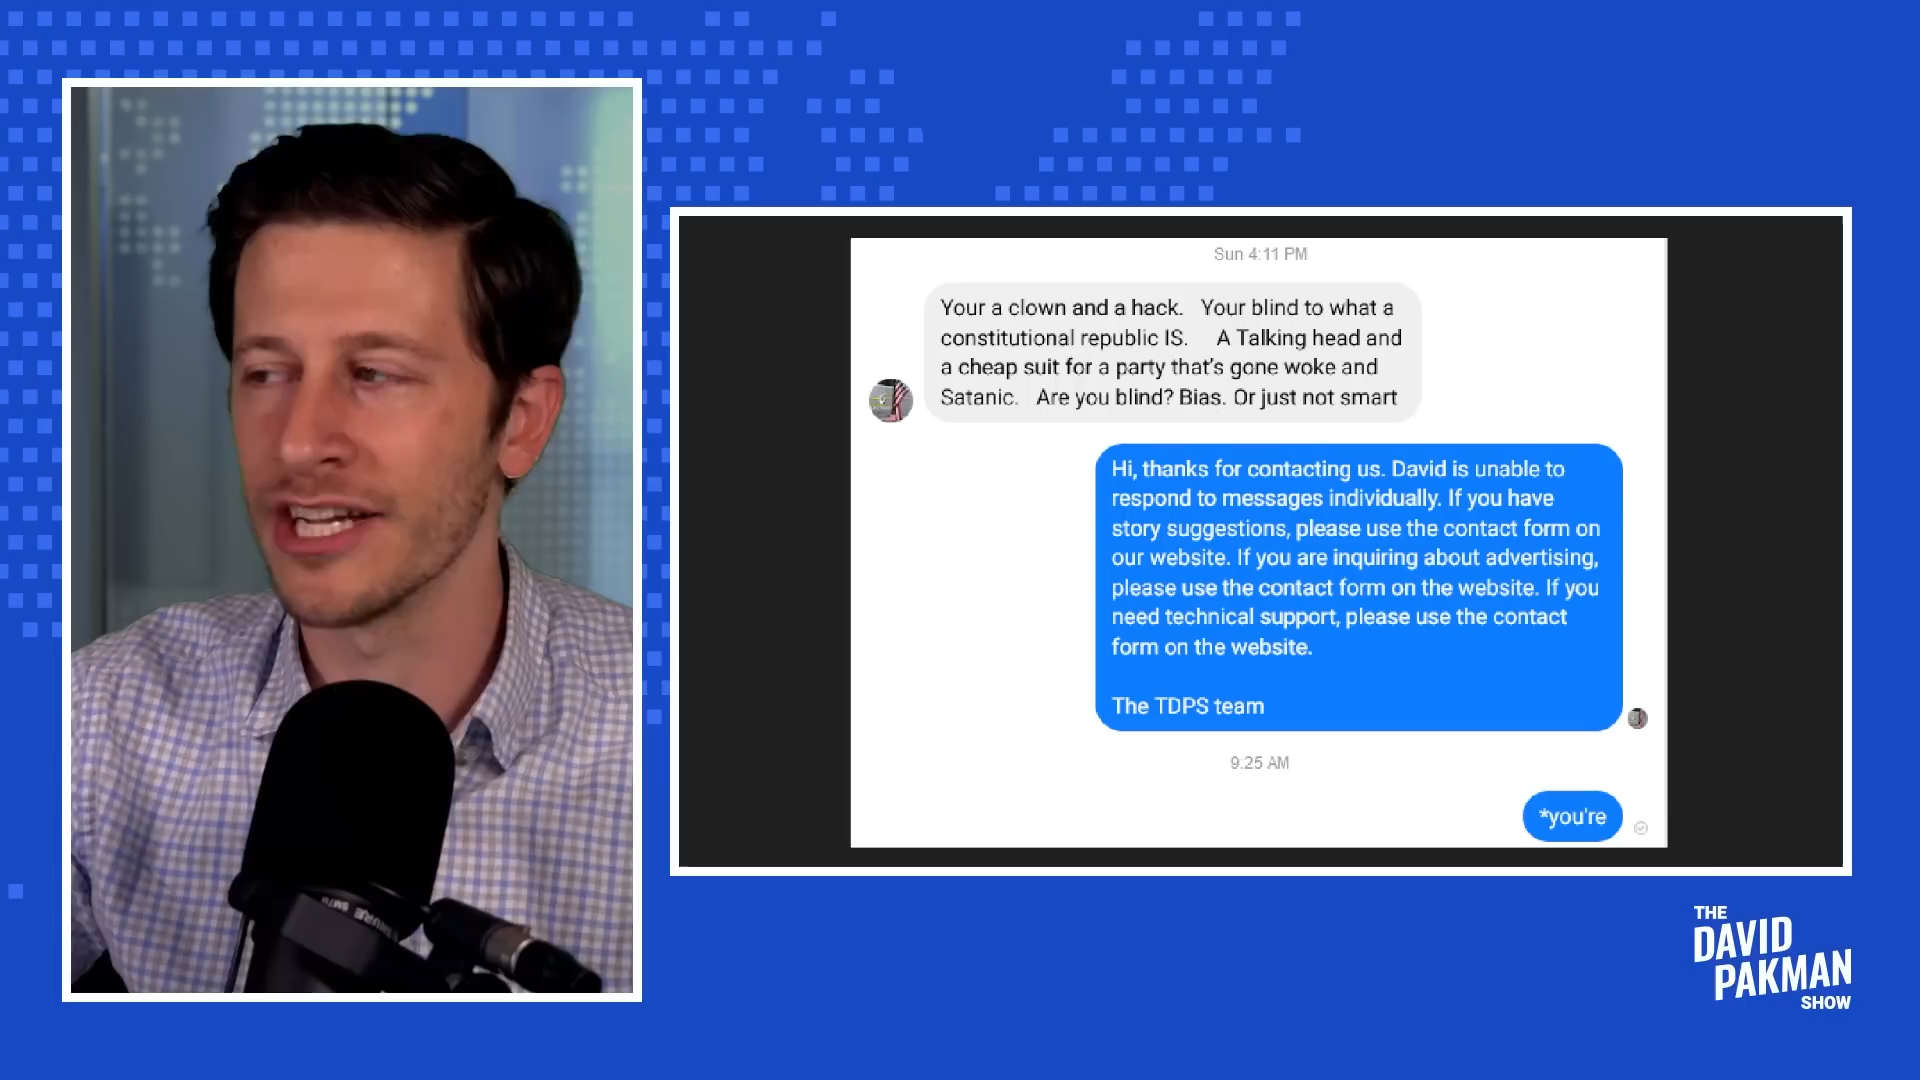 Sun 4:11 PM
Your a clown and a hack. Your blind to what a
constitutional republic IS. A Talking head and
a cheap suit for a party that's gone woke and
Satanic. Are you blind? Bias. Or just not smart
Hi, thanks for contacting us. David is unable to
respond to messages individually. If you have
story suggestions, please use the contact form on
our website. If you are inquiring about advertising,
please use the contact form on the website. If you
need technical support, please use the contact
form on the website.
The TDPS team
9:25 AM
*you're
SHURE SM7B
THE
DAVID
PAKMAN
SHOW